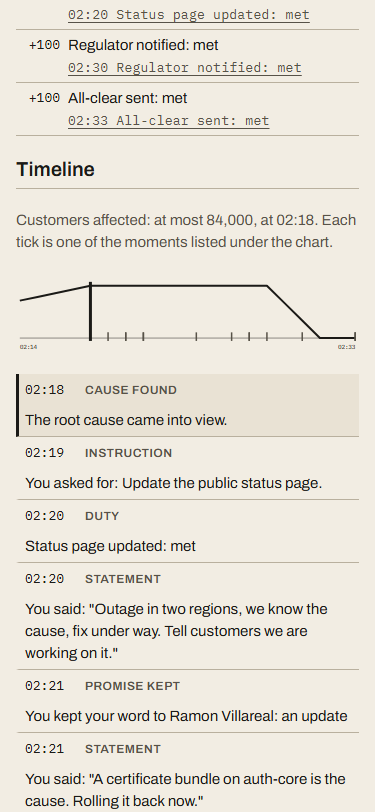 02:20 Status page updated: met
+100 Regulator notified: met
02:30 Regulator notified: met
+100 All-clear sent: met
02:33 All-clear sent: met
Timeline
Customers affected: at most 84,000, at 02:18. Each
tick is one of the moments listed under the chart.
02:14
02:33
02:18 CAUSE FOUND
The root cause came into view.
02:19 INSTRUCTION
You asked for: Update the public status page.
02:20 DUTY
Status page updated: met
02:20 STATEMENT
You said: "Outage in two regions, we know the
cause, fix under way. Tell customers we are
working on it."
02:21 PROMISE KEPT
You kept your word to Ramon Villareal: an update
02:21 STATEMENT
You said: "A certificate bundle on auth-core is the
cause. Rolling it back now."